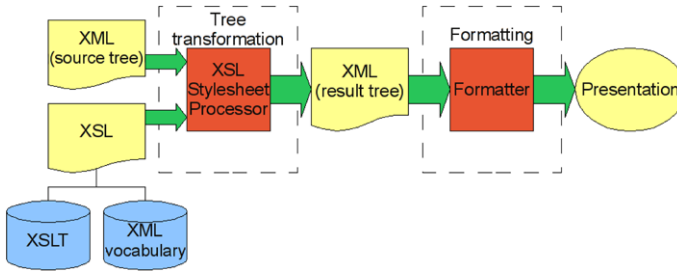 Tree
transformation
Formatting
XML
(source tree)
XSL
Stylesheet
Processor
XML
(result tree)
Formatter
Presentation
XSL
XSLT
XML
vocabulary